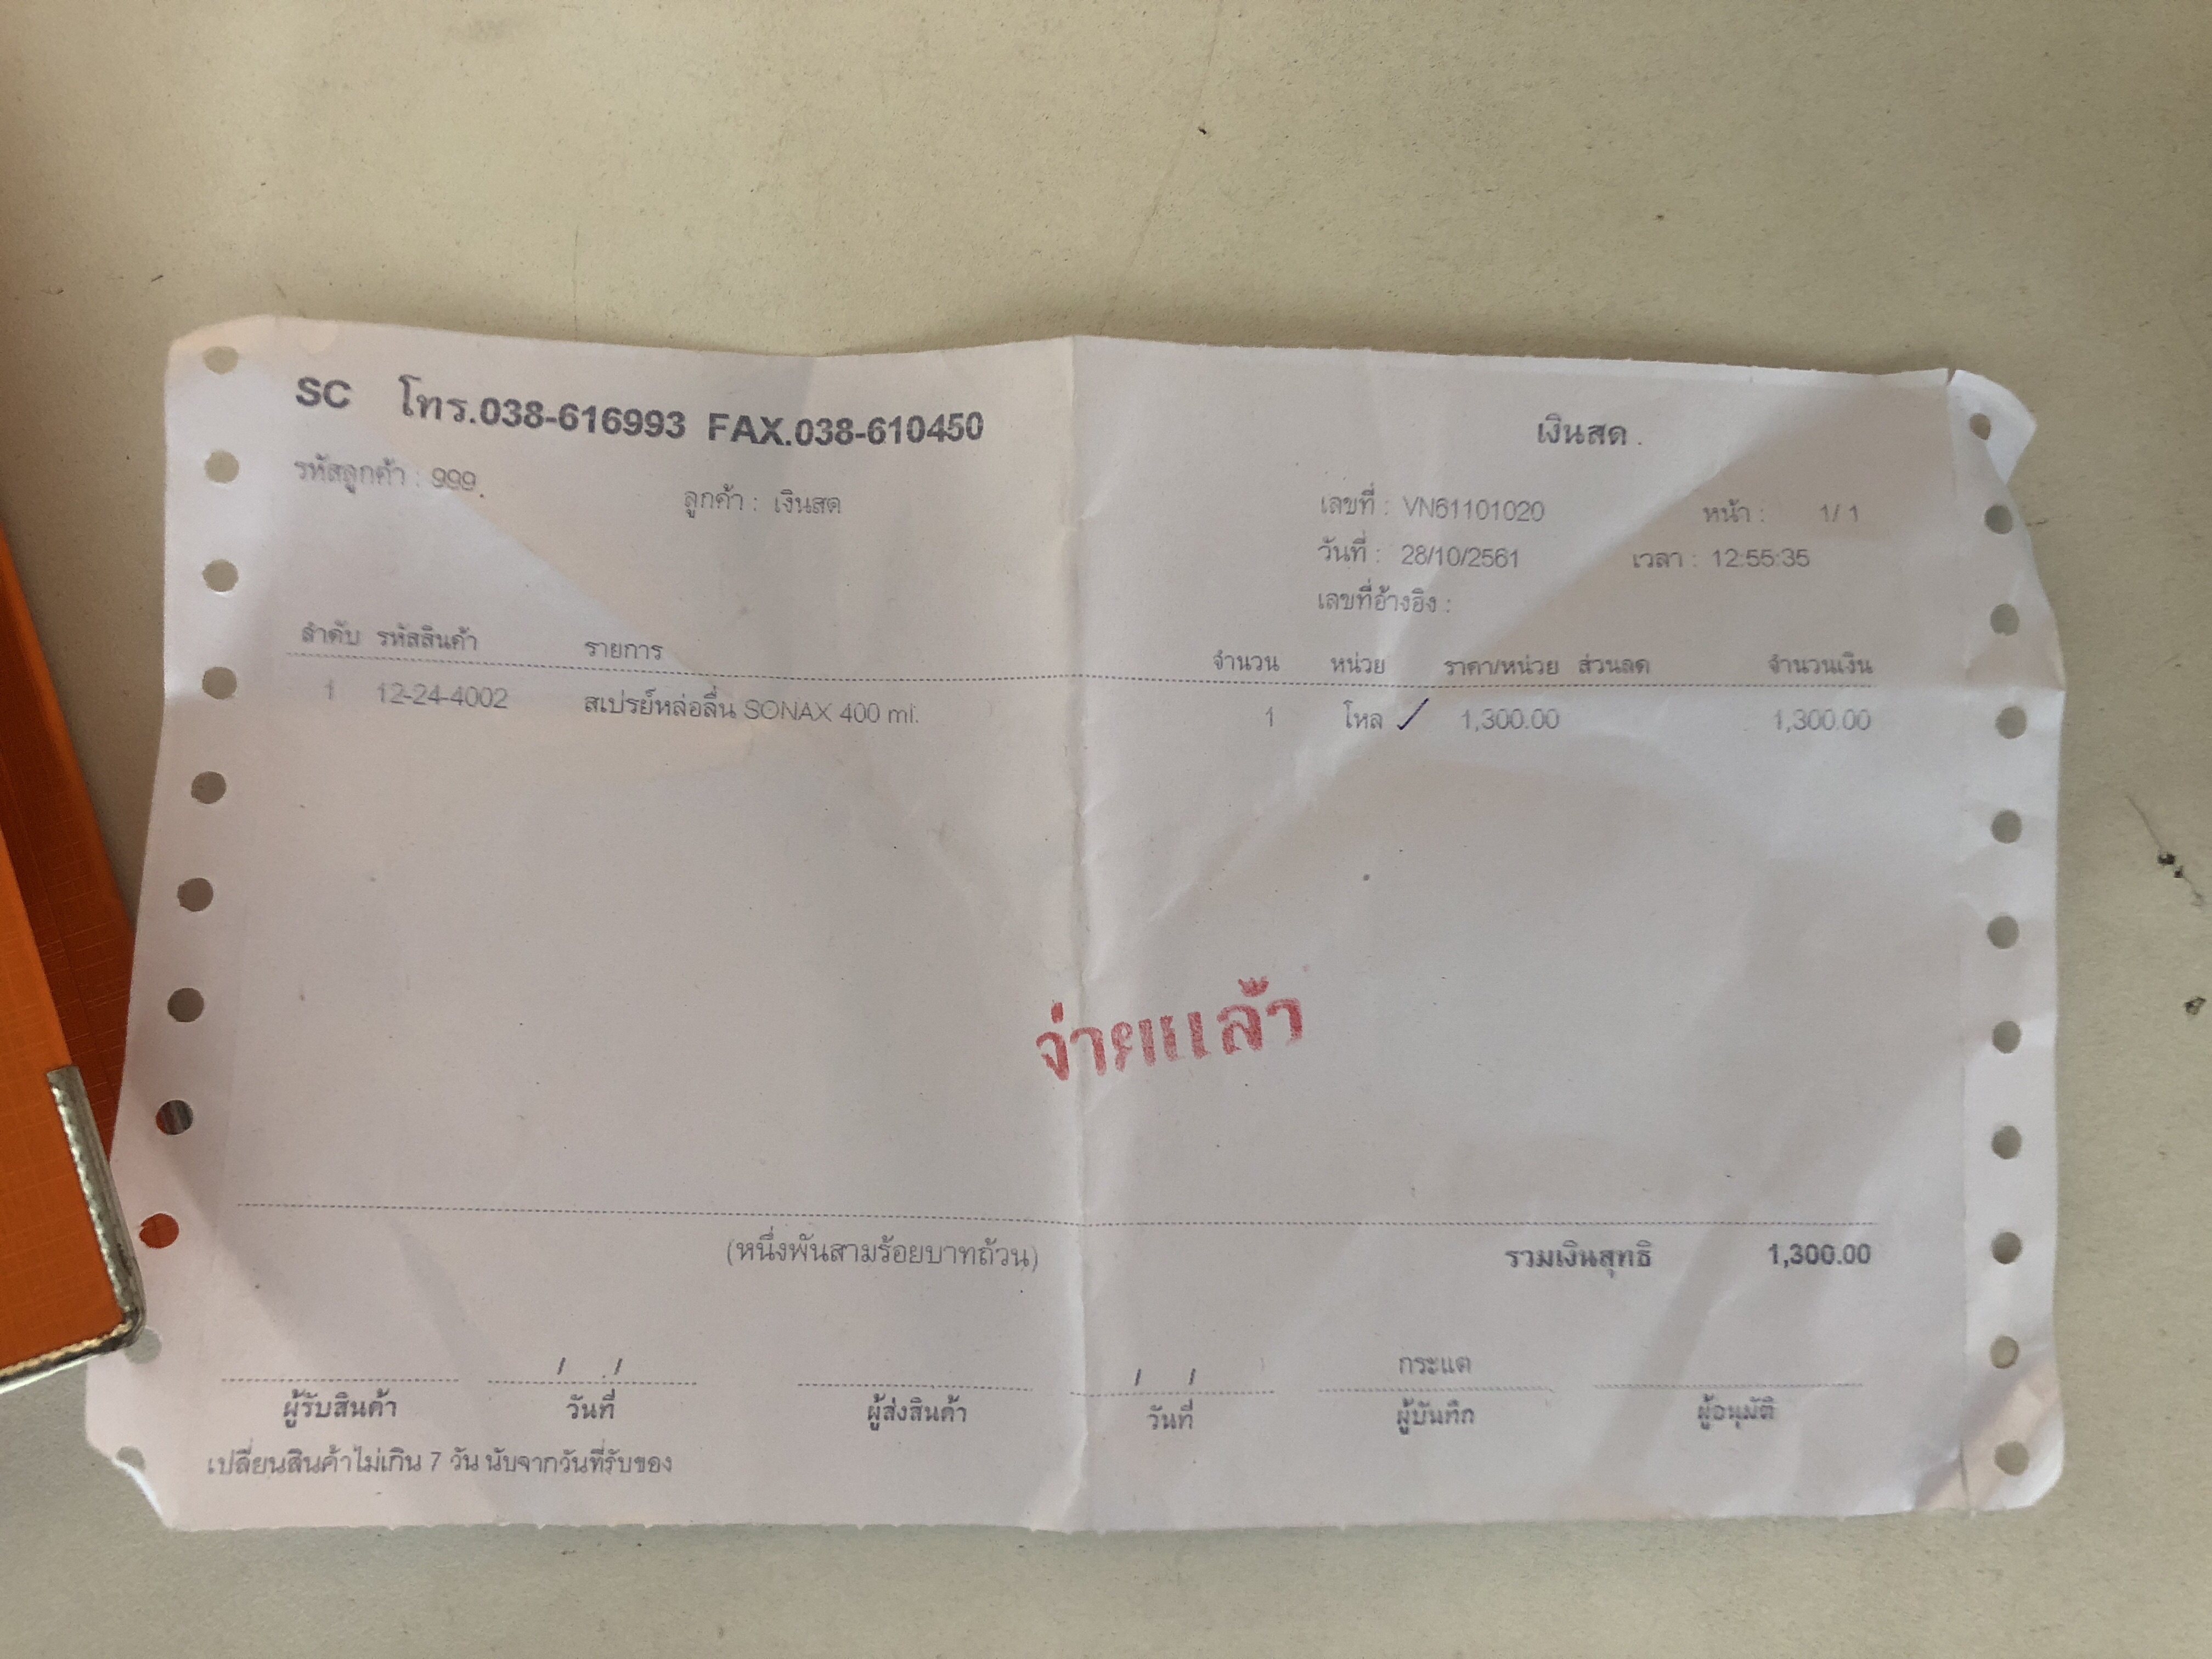 SC โทร.038-616993 FAX.038-610450
เงินสด .
รหัสลูกค้า : 999.
ลูกค้า : เงินสด
เลขที่ : VN61101020 หน้า : 1/ 1
วันที่ : 28/10/2561 เวลา : 12:55:35
เลขที่อ้างอิง :
ลำดับ รหัสสินค้า รายการ จำนวน หน่วย ราคา/หน่วย ส่วนลด จำนวนเงิน
1 12-24-4002 สเปรย์หล่อลื่น SONAX 400 ml. 1 โหล ✓ 1,300.00 1,300.00
จ่ายแล้ว
(หนึ่งพันสามร้อยบาทถ้วน) รวมเงินสุทธิ 1,300.00
/ / / / กระแต
ผู้รับสินค้า วันที่ ผู้ส่งสินค้า วันที่ ผู้บันทึก ผู้อนุมัติ
เปลี่ยนสินค้าไม่เกิน 7 วัน นับจากวันที่รับของ